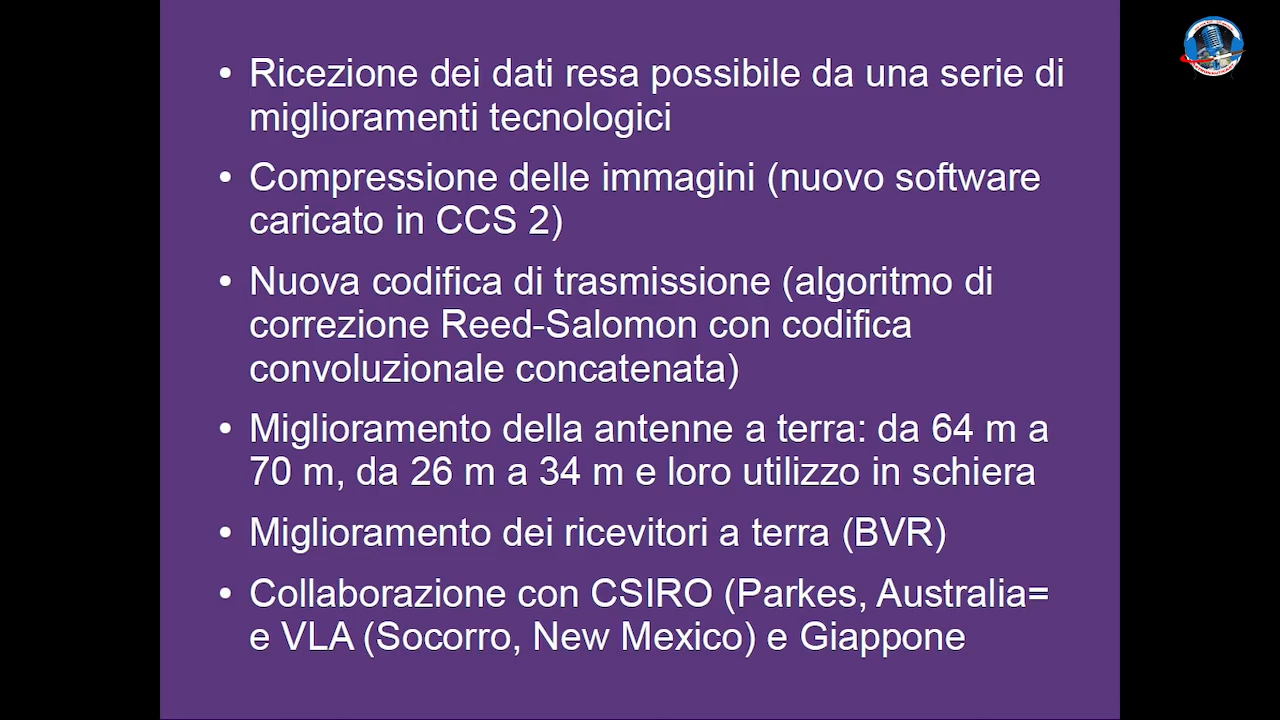 • Ricezione dei dati resa possibile da una serie di
miglioramenti tecnologici
• Compressione delle immagini (nuovo software
caricato in CCS 2)
• Nuova codifica di trasmissione (algoritmo di
correzione Reed-Salomon con codifica
convoluzionale concatenata)
• Miglioramento della antenne a terra: da 64 m a
70 m, da 26 m a 34 m e loro utilizzo in schiera
• Miglioramento dei ricevitori a terra (BVR)
• Collaborazione con CSIRO (Parkes, Australia=
e VLA (Socorro, New Mexico) e Giappone